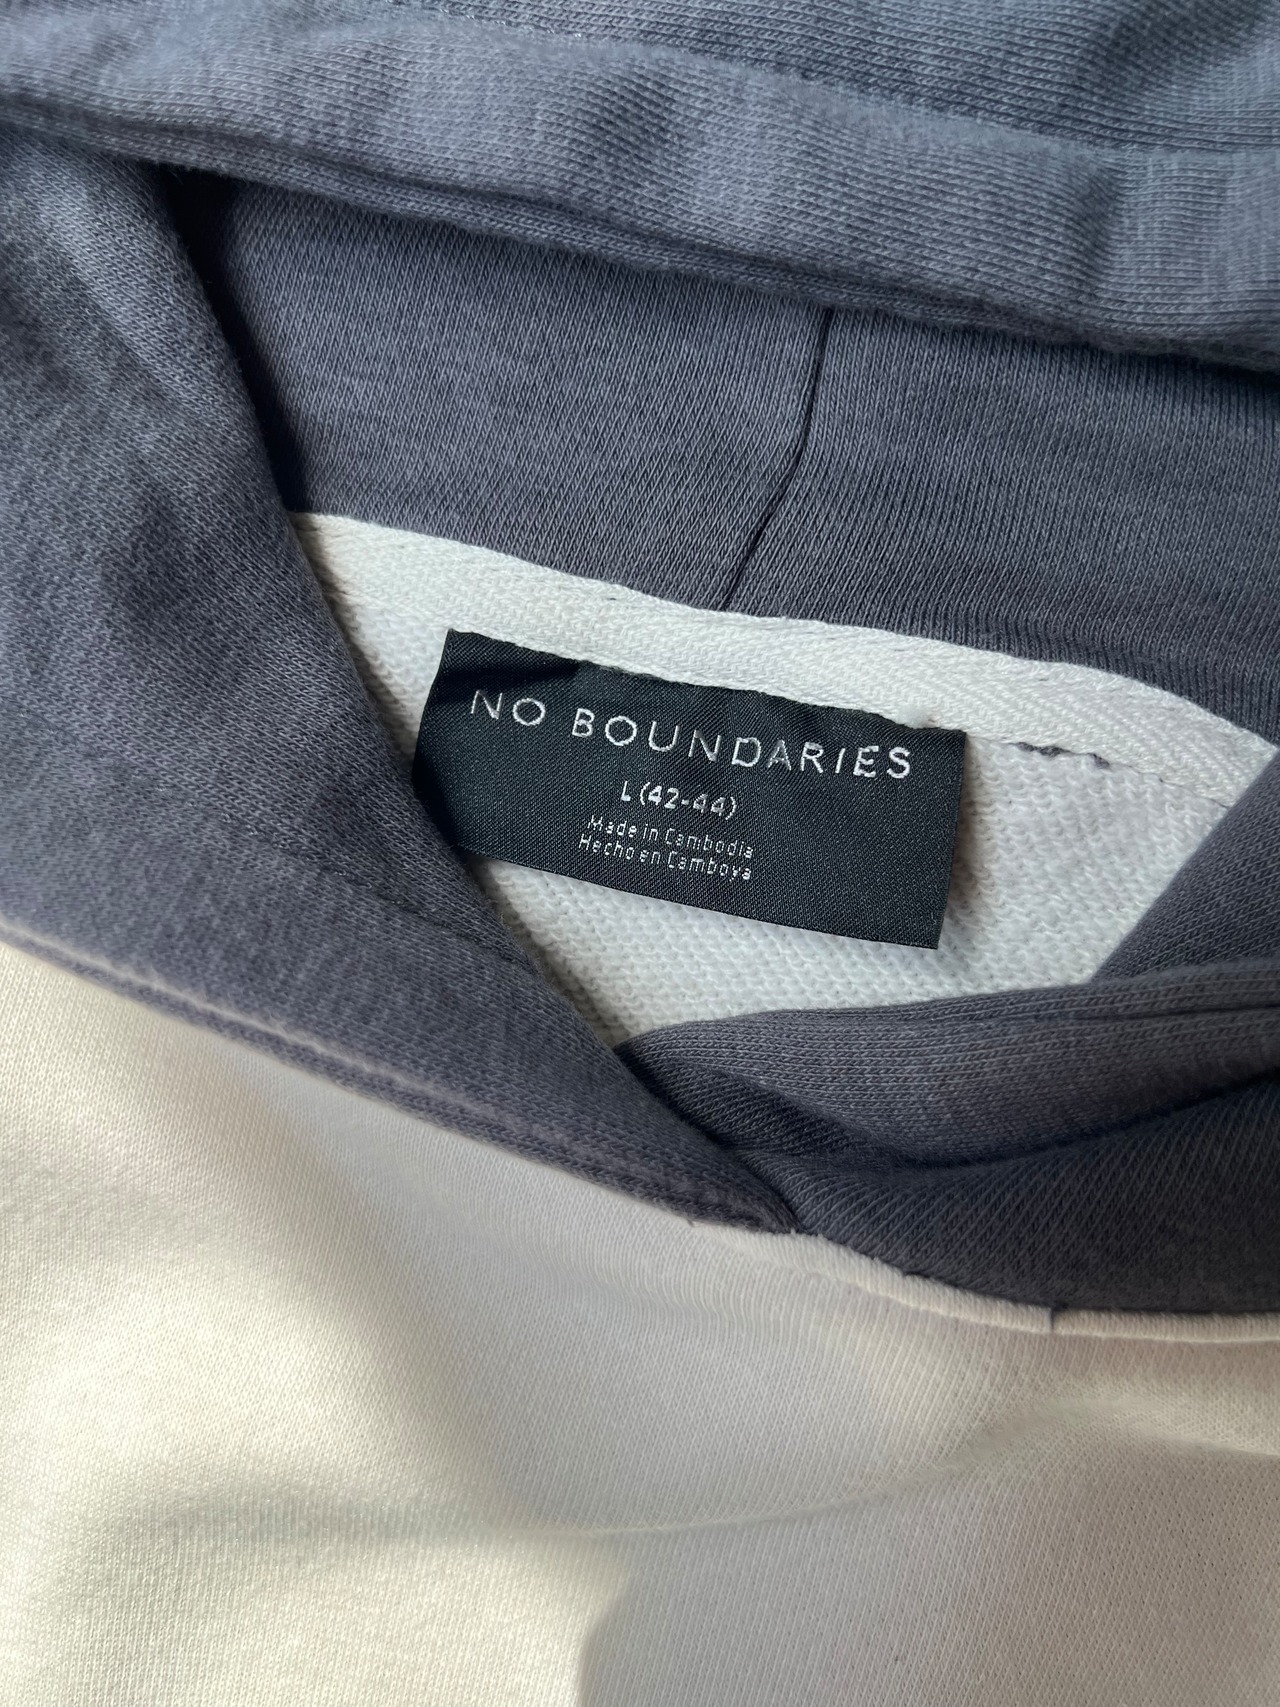 NO BOUNDARIES
L (42-44)
Made in Cambodia
Hecho en Camboya